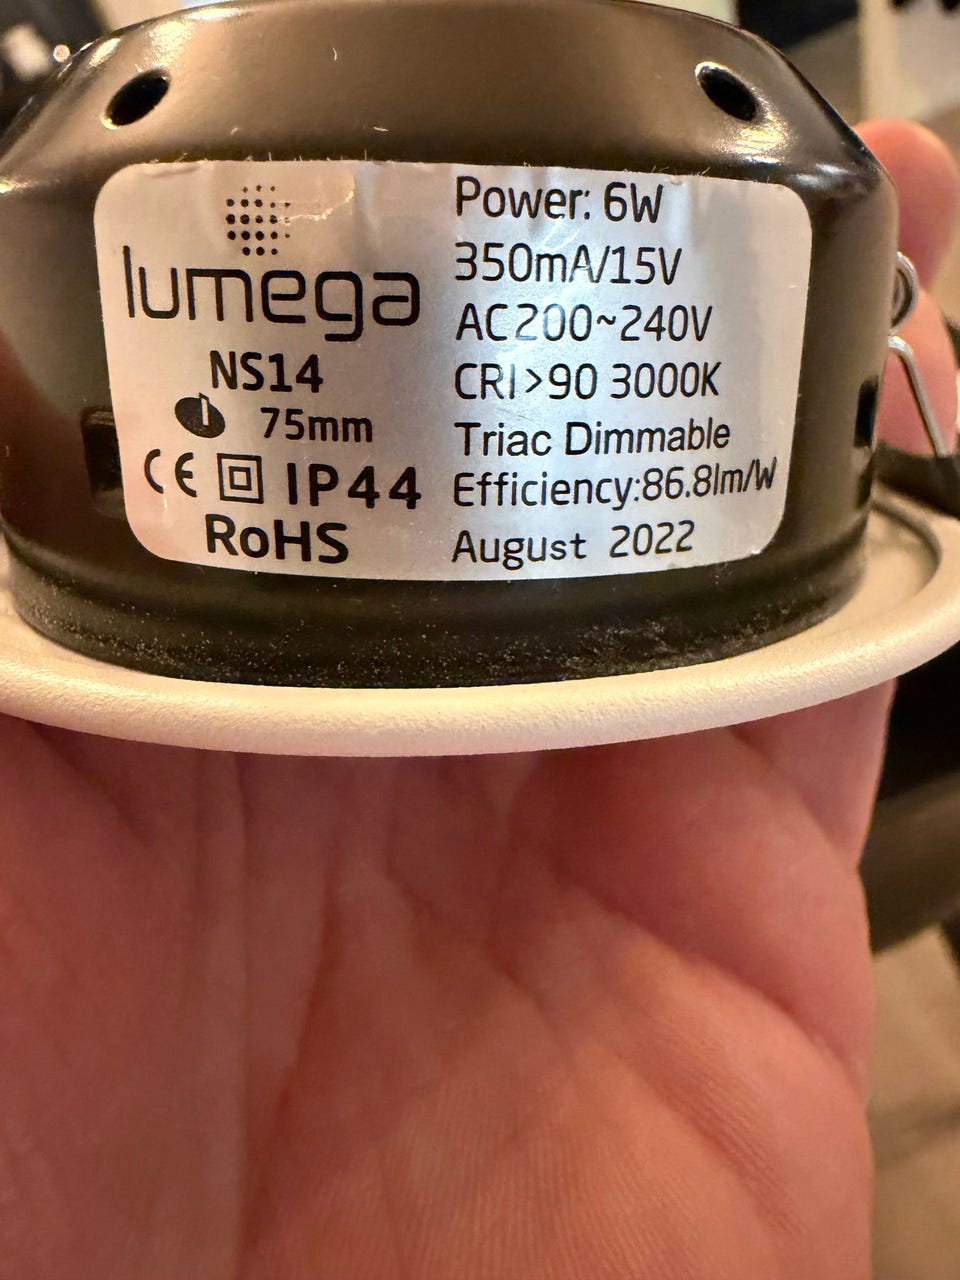 lumega
NS14
75mm
CE IP44
RoHS
Power: 6W
350mA/15V
AC200~240V
CRI>90 3000K
Triac Dimmable
Efficiency:86.8lm/W
August 2022